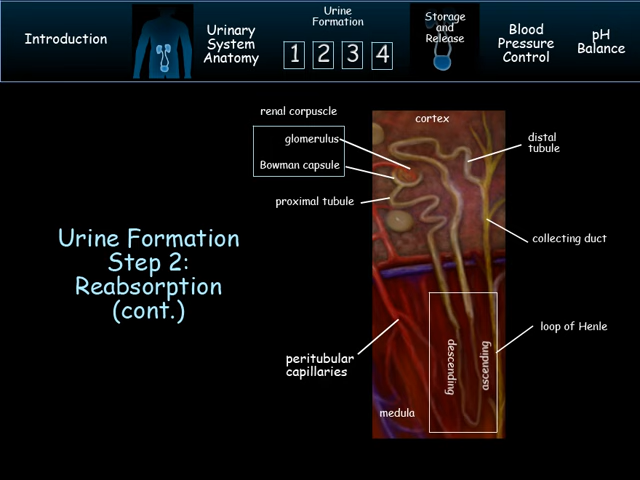 Introduction
Urinary
System
Anatomy
Urine
Formation
1 2 3 4
Storage
and
Release
Blood
Pressure
Control
pH
Balance
renal corpuscle
glomerulus
Bowman capsule
proximal tubule
cortex
distal
tubule
collecting duct
Urine Formation
Step 2:
Reabsorption
(cont.)
loop of Henle
descending
ascending
peritubular
capillaries
medula